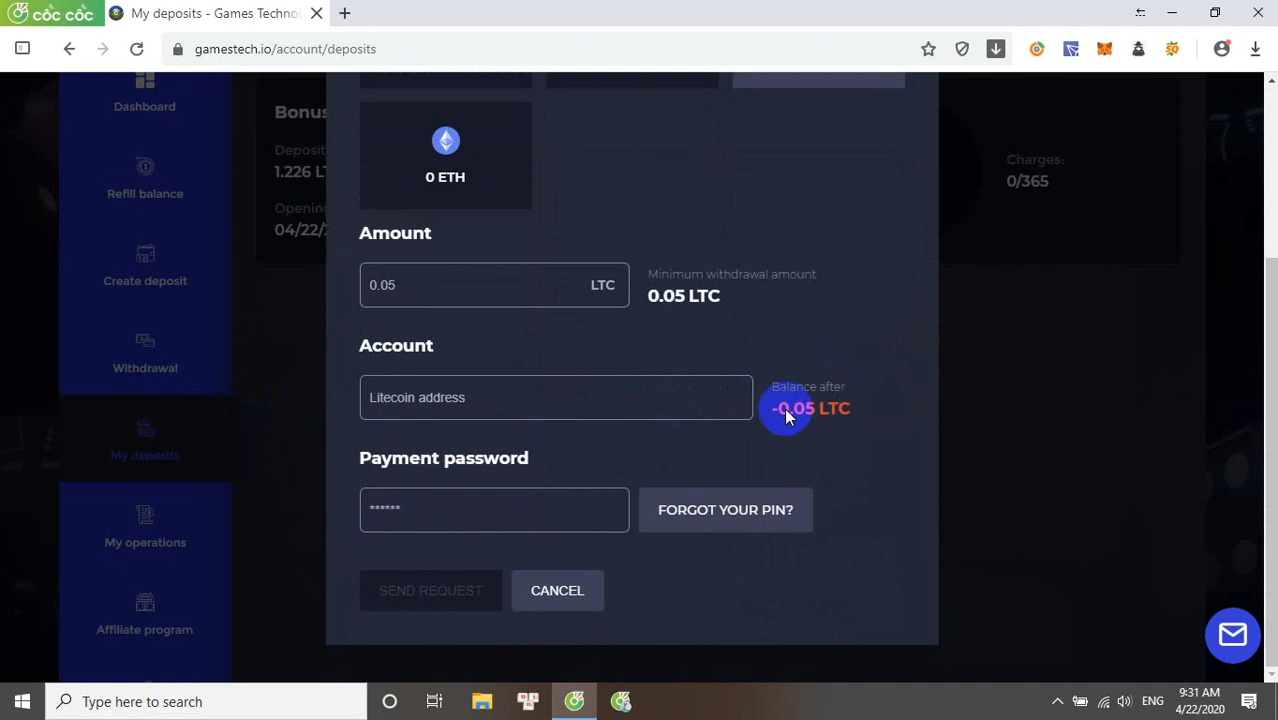 cốc cốc
My deposits - Games Technol
gamestech.io/account/deposits
Dashboard
Refill balance
Create deposit
Withdrawal
My deposits
My operations
Affiliate program
Bonus
Deposit
1.226 LT
Opening
04/22/2
Charges:
0/365
0 ETH
Amount
0.05 LTC
Minimum withdrawal amount
0.05 LTC
Account
Litecoin address
Balance after
-0.05 LTC
Payment password
******
FORGOT YOUR PIN?
SEND REQUEST
CANCEL
Type here to search
ENG
9:31 AM
4/22/2020